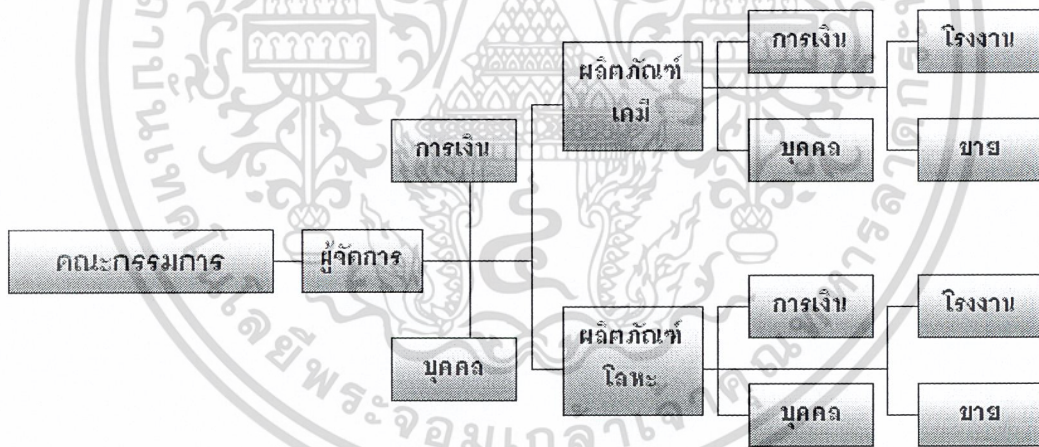 คณะกรรมการ
ผู้จัดการ
การเงิน
บุคคล
ผลิตภัณฑ์
เคมี
การเงิน
โรงงาน
บุคคล
ขาย
ผลิตภัณฑ์
โลหะ
การเงิน
โรงงาน
บุคคล
ขาย